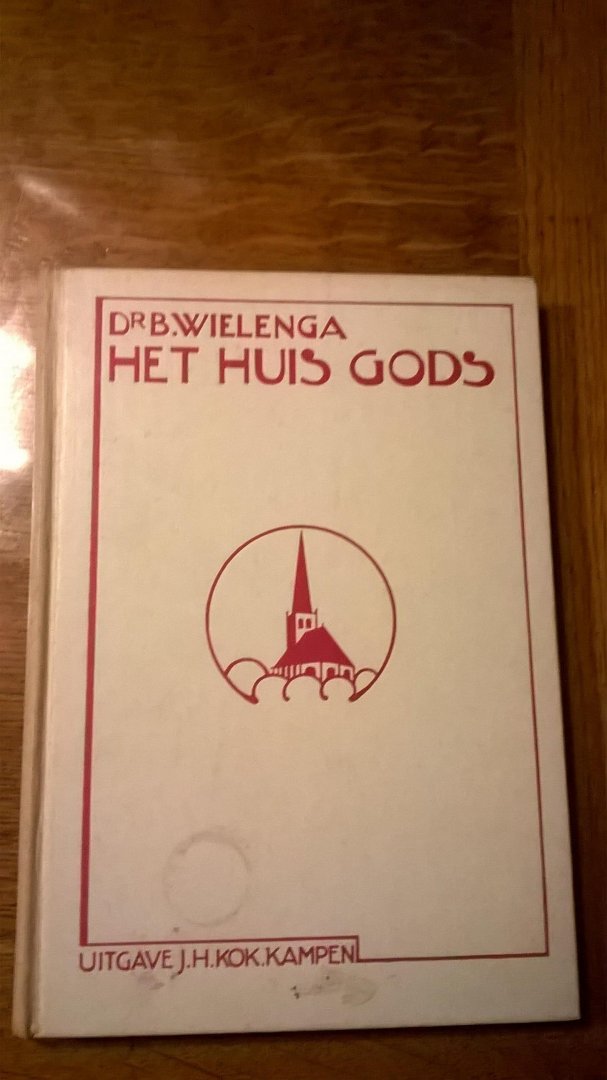 DR B. WIELENGA
HET HUIS GODS
UITGAVE J.H. KOK. KAMPEN